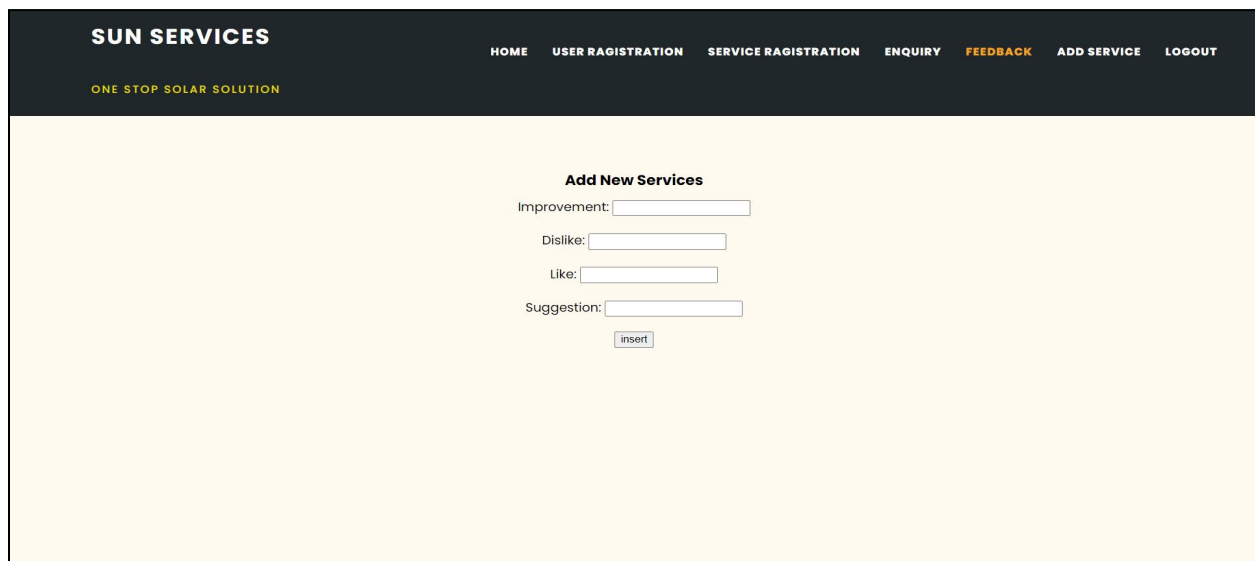 SUN SERVICES
HOME USER RAGISTRATION SERVICE RAGISTRATION ENQUIRY FEEDBACK ADD SERVICE LOGOUT
ONE STOP SOLAR SOLUTION
Add New Services
Improvement:
Dislike:
Like:
Suggestion:
insert